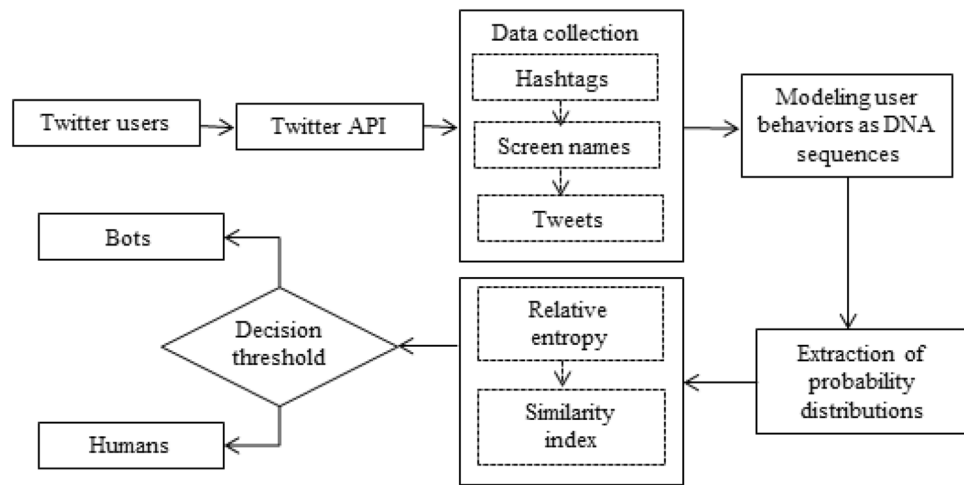 Twitter users
Twitter API
Data collection
Hashtags
Screen names
Tweets
Modeling user
behaviors as DNA
sequences
Extraction of
probability
distributions
Relative
entropy
Similarity
index
Decision
threshold
Bots
Humans